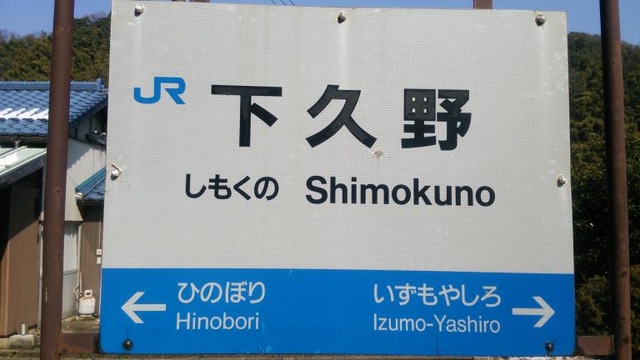 JR 下久野
しもくの Shimokuno
← ひのぼり いずもやしろ →
Hinobori Izumo-Yashiro